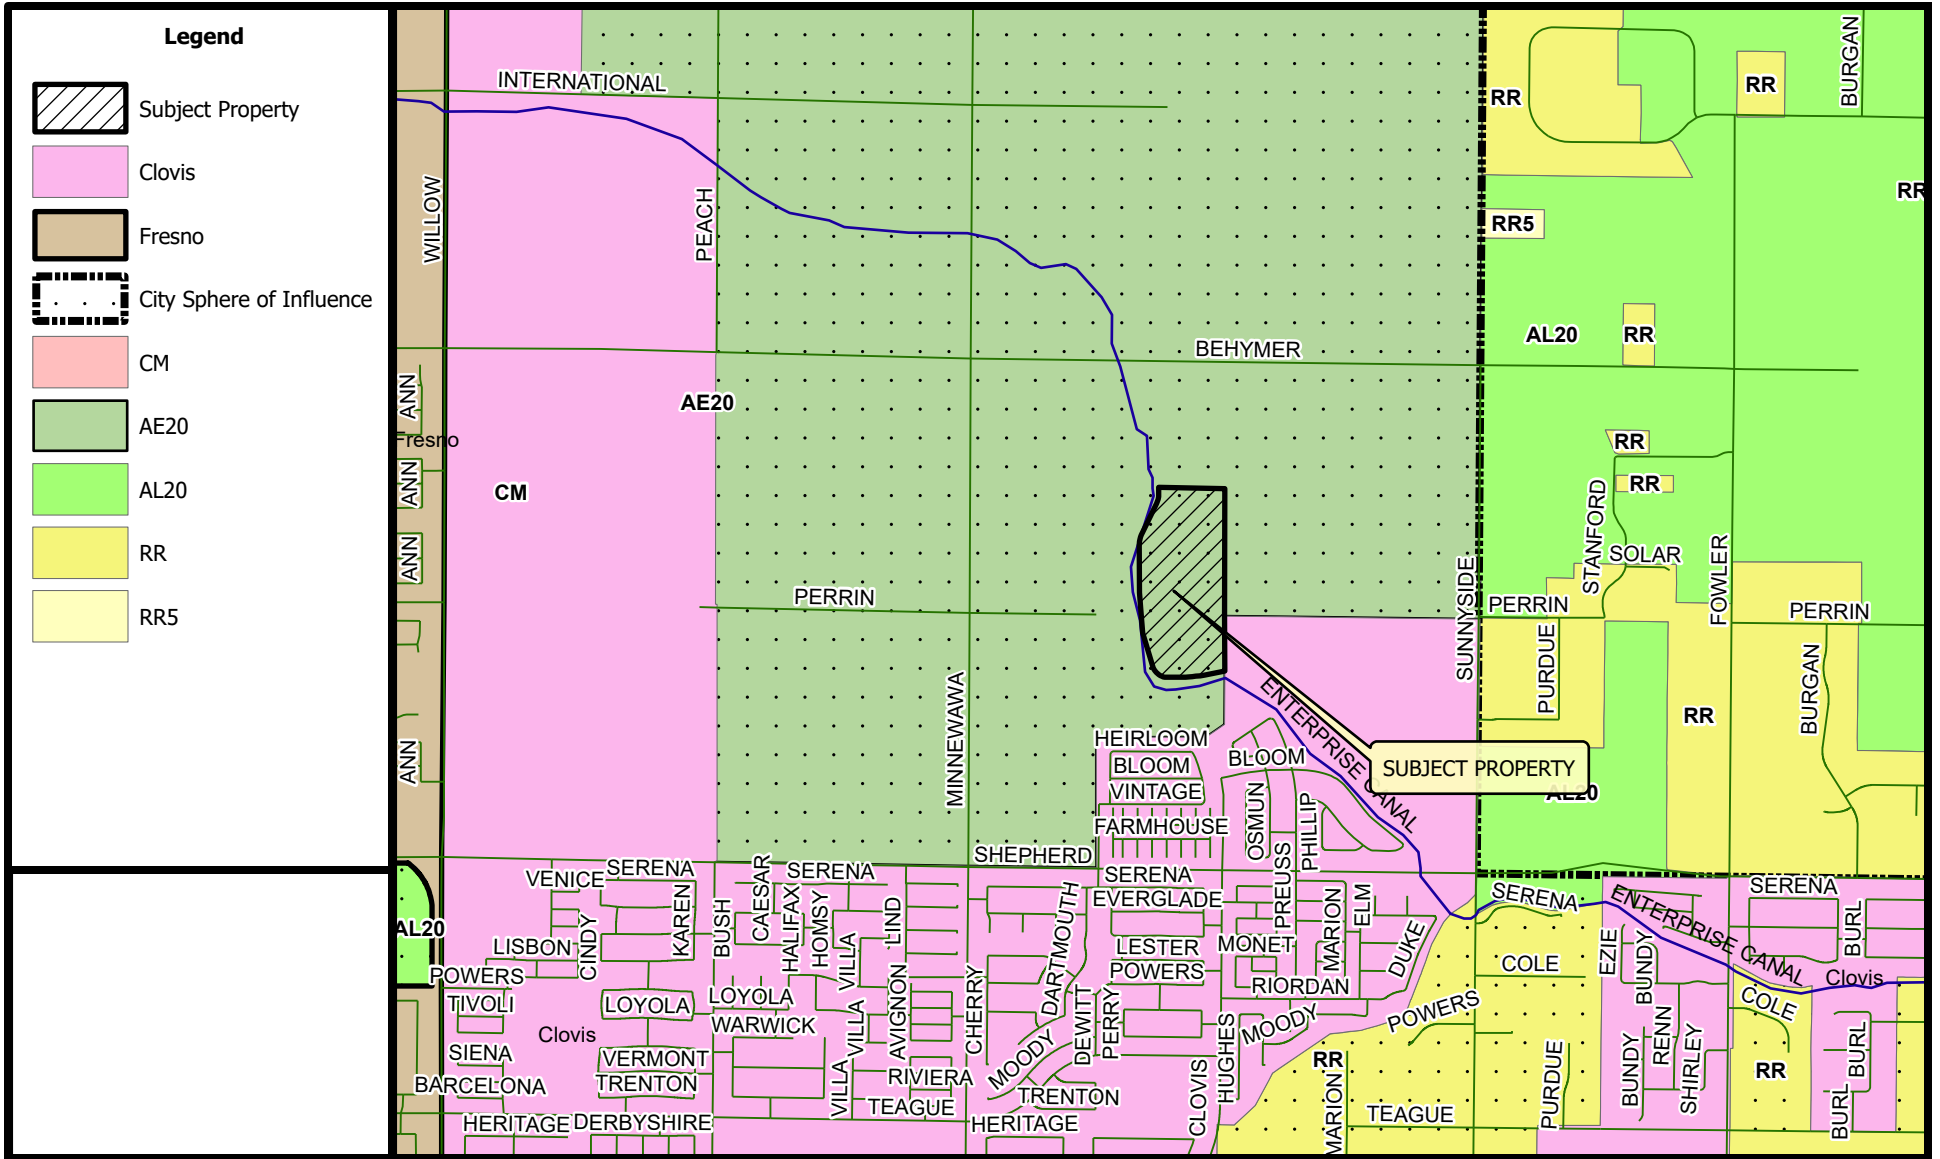 Legend
Subject Property
Clovis
Fresno
City Sphere of Influence
CM
AE20
AL20
RR
RR5
INTERNATIONAL
WILLOW
PEACH
BURGAN
RR
RR
RR
RR5
BEHYMER
AL20
RR
AE20
ANN
Fresno
ANN
ANN
ANN
CM
RR
RR
STANFORD
SOLAR
FOWLER
SUNNYSIDE
PERRIN
PERRIN
PERRIN
PURDUE
BURGAN
RR
MINNEWAWA
ENTERPRISE CANAL
SUBJECT PROPERTY
AL20
HEIRLOOM
BLOOM
BLOOM
VINTAGE
FARMHOUSE
OSMUN
PHILLIP
PREUSS
SHEPHERD
VENICE
SERENA
SERENA
SERENA
SERENA
SERENA
EVERGLADE
KAREN
BUSH
CAESAR
HALIFAX
HOMSY
VILLA
LIND
DARTMOUTH
MARION
ELM
DUKE
ENTERPRISE CANAL
BURL
AL20
LISBON
CINDY
LESTER
MONET
POWERS
POWERS
RIORDAN
COLE
EZIE
BUNDY
COLE
Clovis
TIVOLI
LOYOLA
LOYOLA
WARWICK
VILLA
AVIGNON
CHERRY
DEWITT
PERRY
HUGHES
MOODY
MOODY
POWERS
Clovis
SIENA
VERMONT
TRENTON
BARCELONA
VILLA
RIVIERA
TRENTON
TEAGUE
CLOVIS
RR
MARION
TEAGUE
PURDUE
BUNDY
RENN
SHIRLEY
RR
BURL
BURL
HERITAGE
DERBYSHIRE
HERITAGE